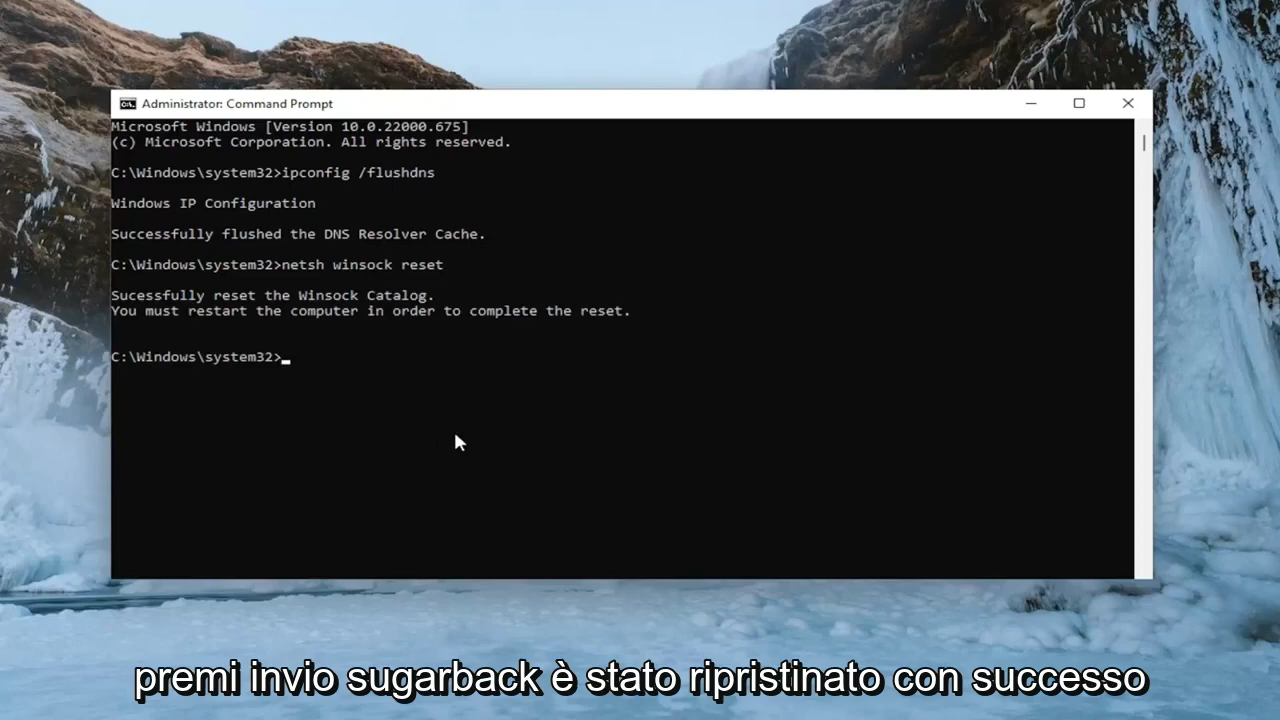 Administrator: Command Prompt
Microsoft Windows [Version 10.0.22000.675]
(c) Microsoft Corporation. All rights reserved.
C:\Windows\system32>ipconfig /flushdns
Windows IP Configuration
Successfully flushed the DNS Resolver Cache.
C:\Windows\system32>netsh winsock reset
Sucessfully reset the Winsock Catalog.
You must restart the computer in order to complete the reset.
C:\Windows\system32>
premi invio sugarback è stato ripristinato con successo